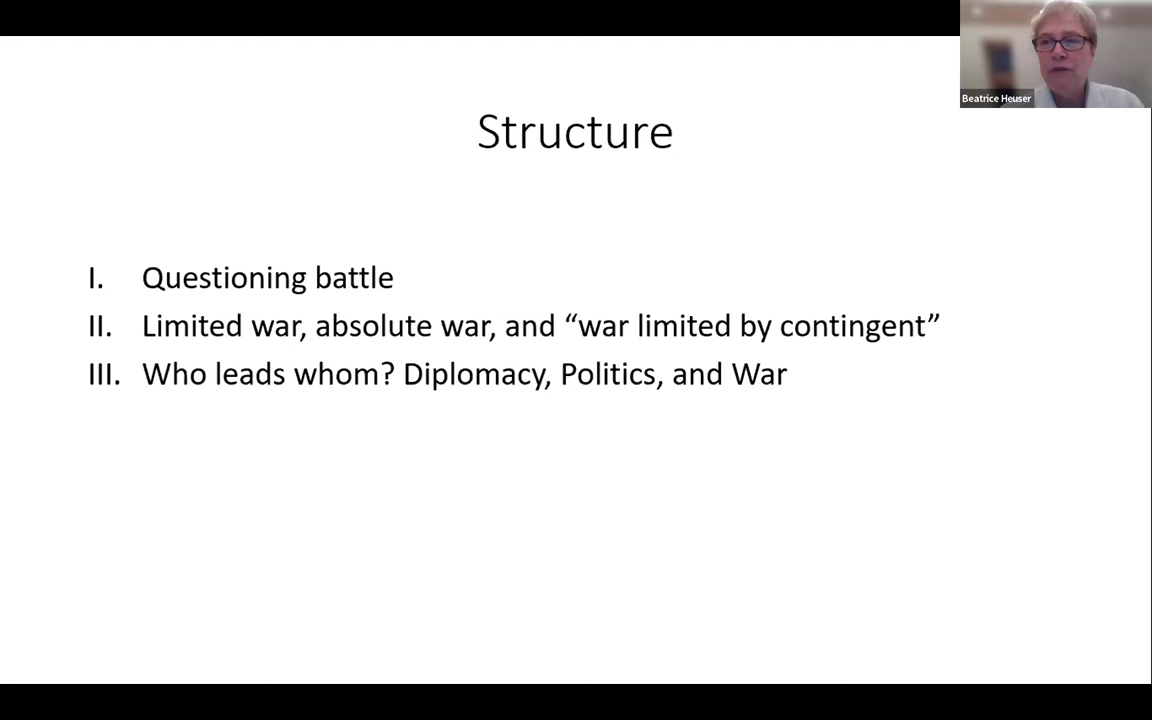 Beatrice Heuser
Structure
I. Questioning battle
II. Limited war, absolute war, and “war limited by contingent”
III. Who leads whom? Diplomacy, Politics, and War